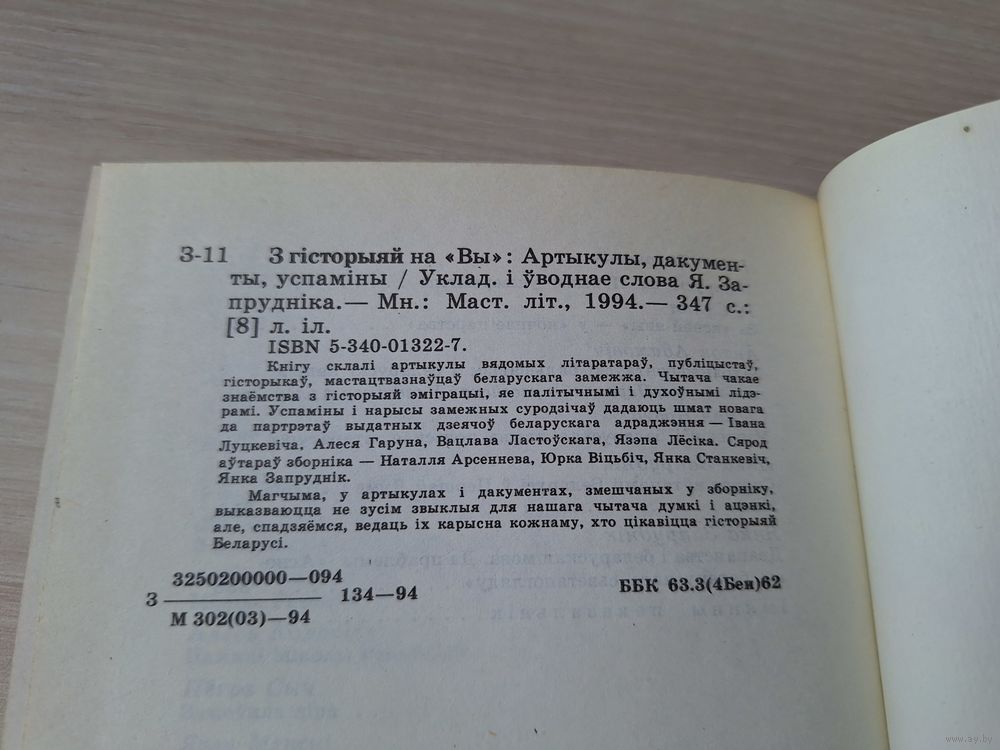 З-11 З гісторыяй на «Вы»: Артыкулы, дакумен-
ты, успаміны / Уклад. і ўводнае слова Я. За-
прудніка.— Мн.: Маст. літ., 1994.— 347 с.:
[8] л. іл.
ISBN 5-340-01322-7.
Кнігу склалі артыкулы вядомых літаратараў, публіцыстаў,
гісторыкаў, мастацтвазнаўцаў беларускага замежжа. Чытача чакае
знаёмства з гісторыяй эміграцыі, яе палітычнымі і духоўнымі лідэ-
рамі. Успаміны і нарысы замежных суродзічаў дадаюць шмат новага
да партрэтаў выдатных дзеячоў беларускага адраджэння — Івана
Луцкевіча, Алеся Гаруна, Вацлава Ластоўскага, Язэпа Лёсіка. Сярод
аўтараў зборніка — Наталля Арсеннева, Юрка Віцьбіч, Янка Станкевіч,
Янка Запруднік.
Магчыма, у артыкулах і дакументах, змешчаных у зборніку,
выказваюцца не зусім звыклыя для нашага чытача думкі і ацэнкі,
але, спадзяёмся, ведаць іх карысна кожнаму, хто цікавіцца гісторыяй
Беларусі.
3250200000—094
З 134—94
М 302(03)—94
ББК 63.3(4Беи)62
www.ay.by